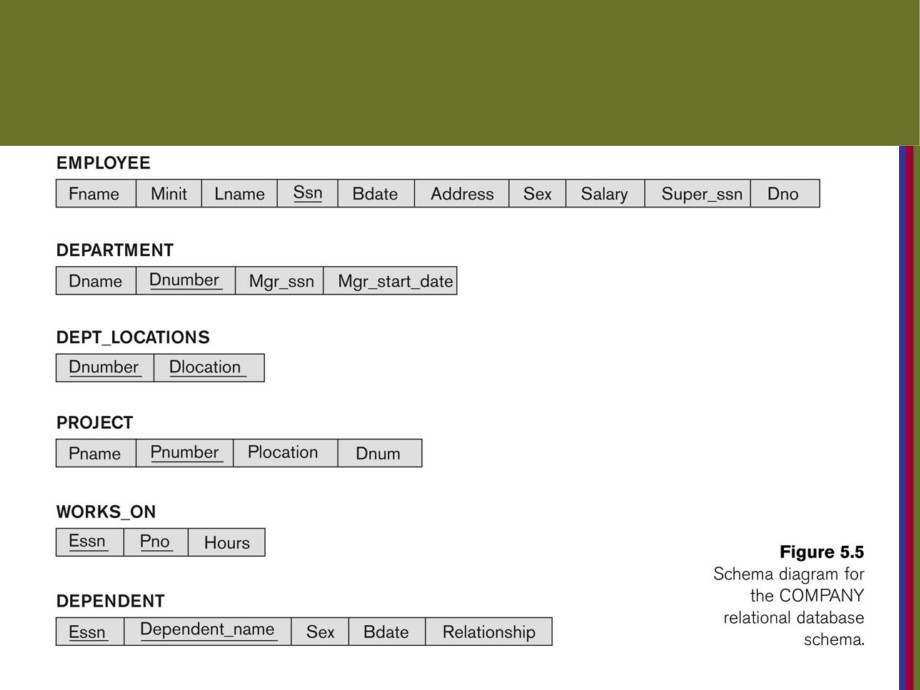 EMPLOYEE
Fname Minit Lname Ssn Bdate Address Sex Salary Super_ssn Dno
DEPARTMENT
Dname Dnumber Mgr_ssn Mgr_start_date
DEPT_LOCATIONS
Dnumber Dlocation
PROJECT
Pname Pnumber Plocation Dnum
WORKS_ON
Essn Pno Hours
DEPENDENT
Essn Dependent_name Sex Bdate Relationship
Figure 5.5
Schema diagram for
the COMPANY
relational database
schema.